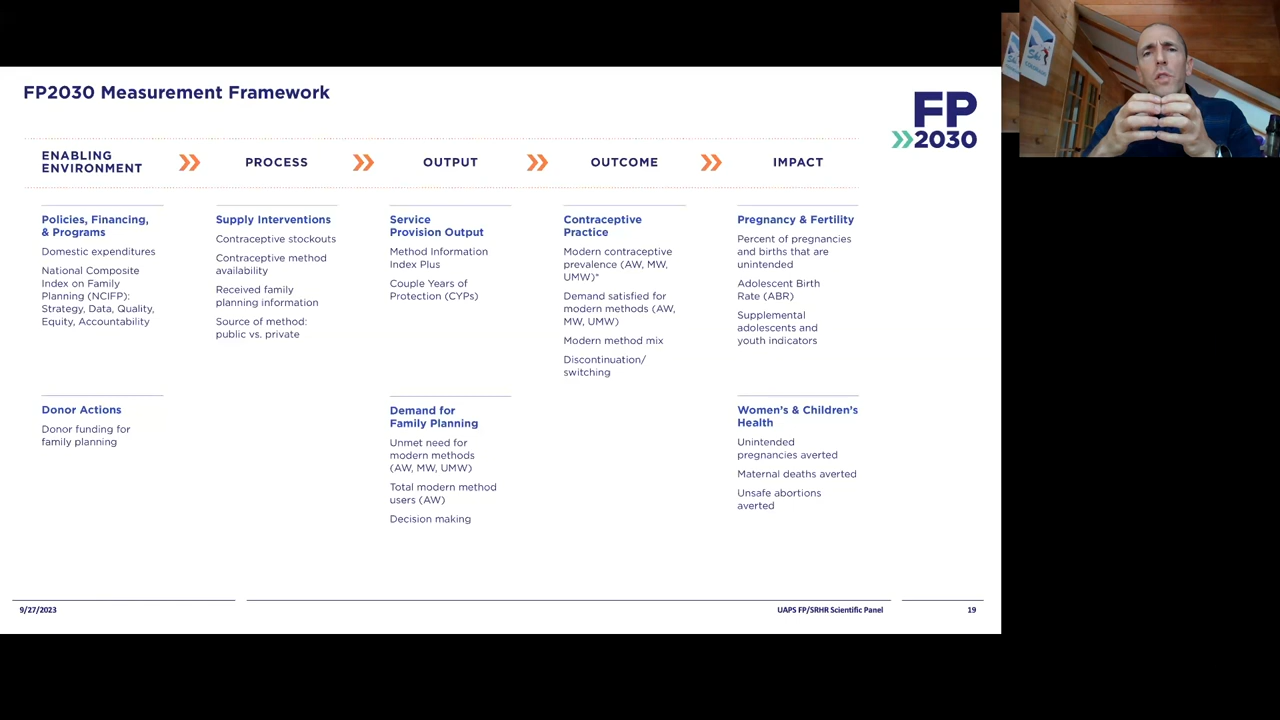 FP2030 Measurement Framework
FP
2030
ENABLING
ENVIRONMENT
PROCESS
OUTPUT
OUTCOME
IMPACT
Policies, Financing,
& Programs
Domestic expenditures
National Composite
Index on Family
Planning (NCIFP):
Strategy, Data, Quality,
Equity, Accountability
Donor Actions
Donor funding for
family planning
Supply Interventions
Contraceptive stockouts
Contraceptive method
availability
Received family
planning information
Source of method:
public vs. private
Service
Provision Output
Method Information
Index Plus
Couple Years of
Protection (CYPs)
Demand for
Family Planning
Unmet need for
modern methods
(AW, MW, UMW)
Total modern method
users (AW)
Decision making
Contraceptive
Practice
Modern contraceptive
prevalence (AW, MW,
UMW)*
Demand satisfied for
modern methods (AW,
MW, UMW)
Modern method mix
Discontinuation/
switching
Pregnancy & Fertility
Percent of pregnancies
and births that are
unintended
Adolescent Birth
Rate (ABR)
Supplemental
adolescents and
youth indicators
Women's & Children's
Health
Unintended
pregnancies averted
Maternal deaths averted
Unsafe abortions
averted
9/27/2023
UAPS FP/SRHR Scientific Panel
19
Ski